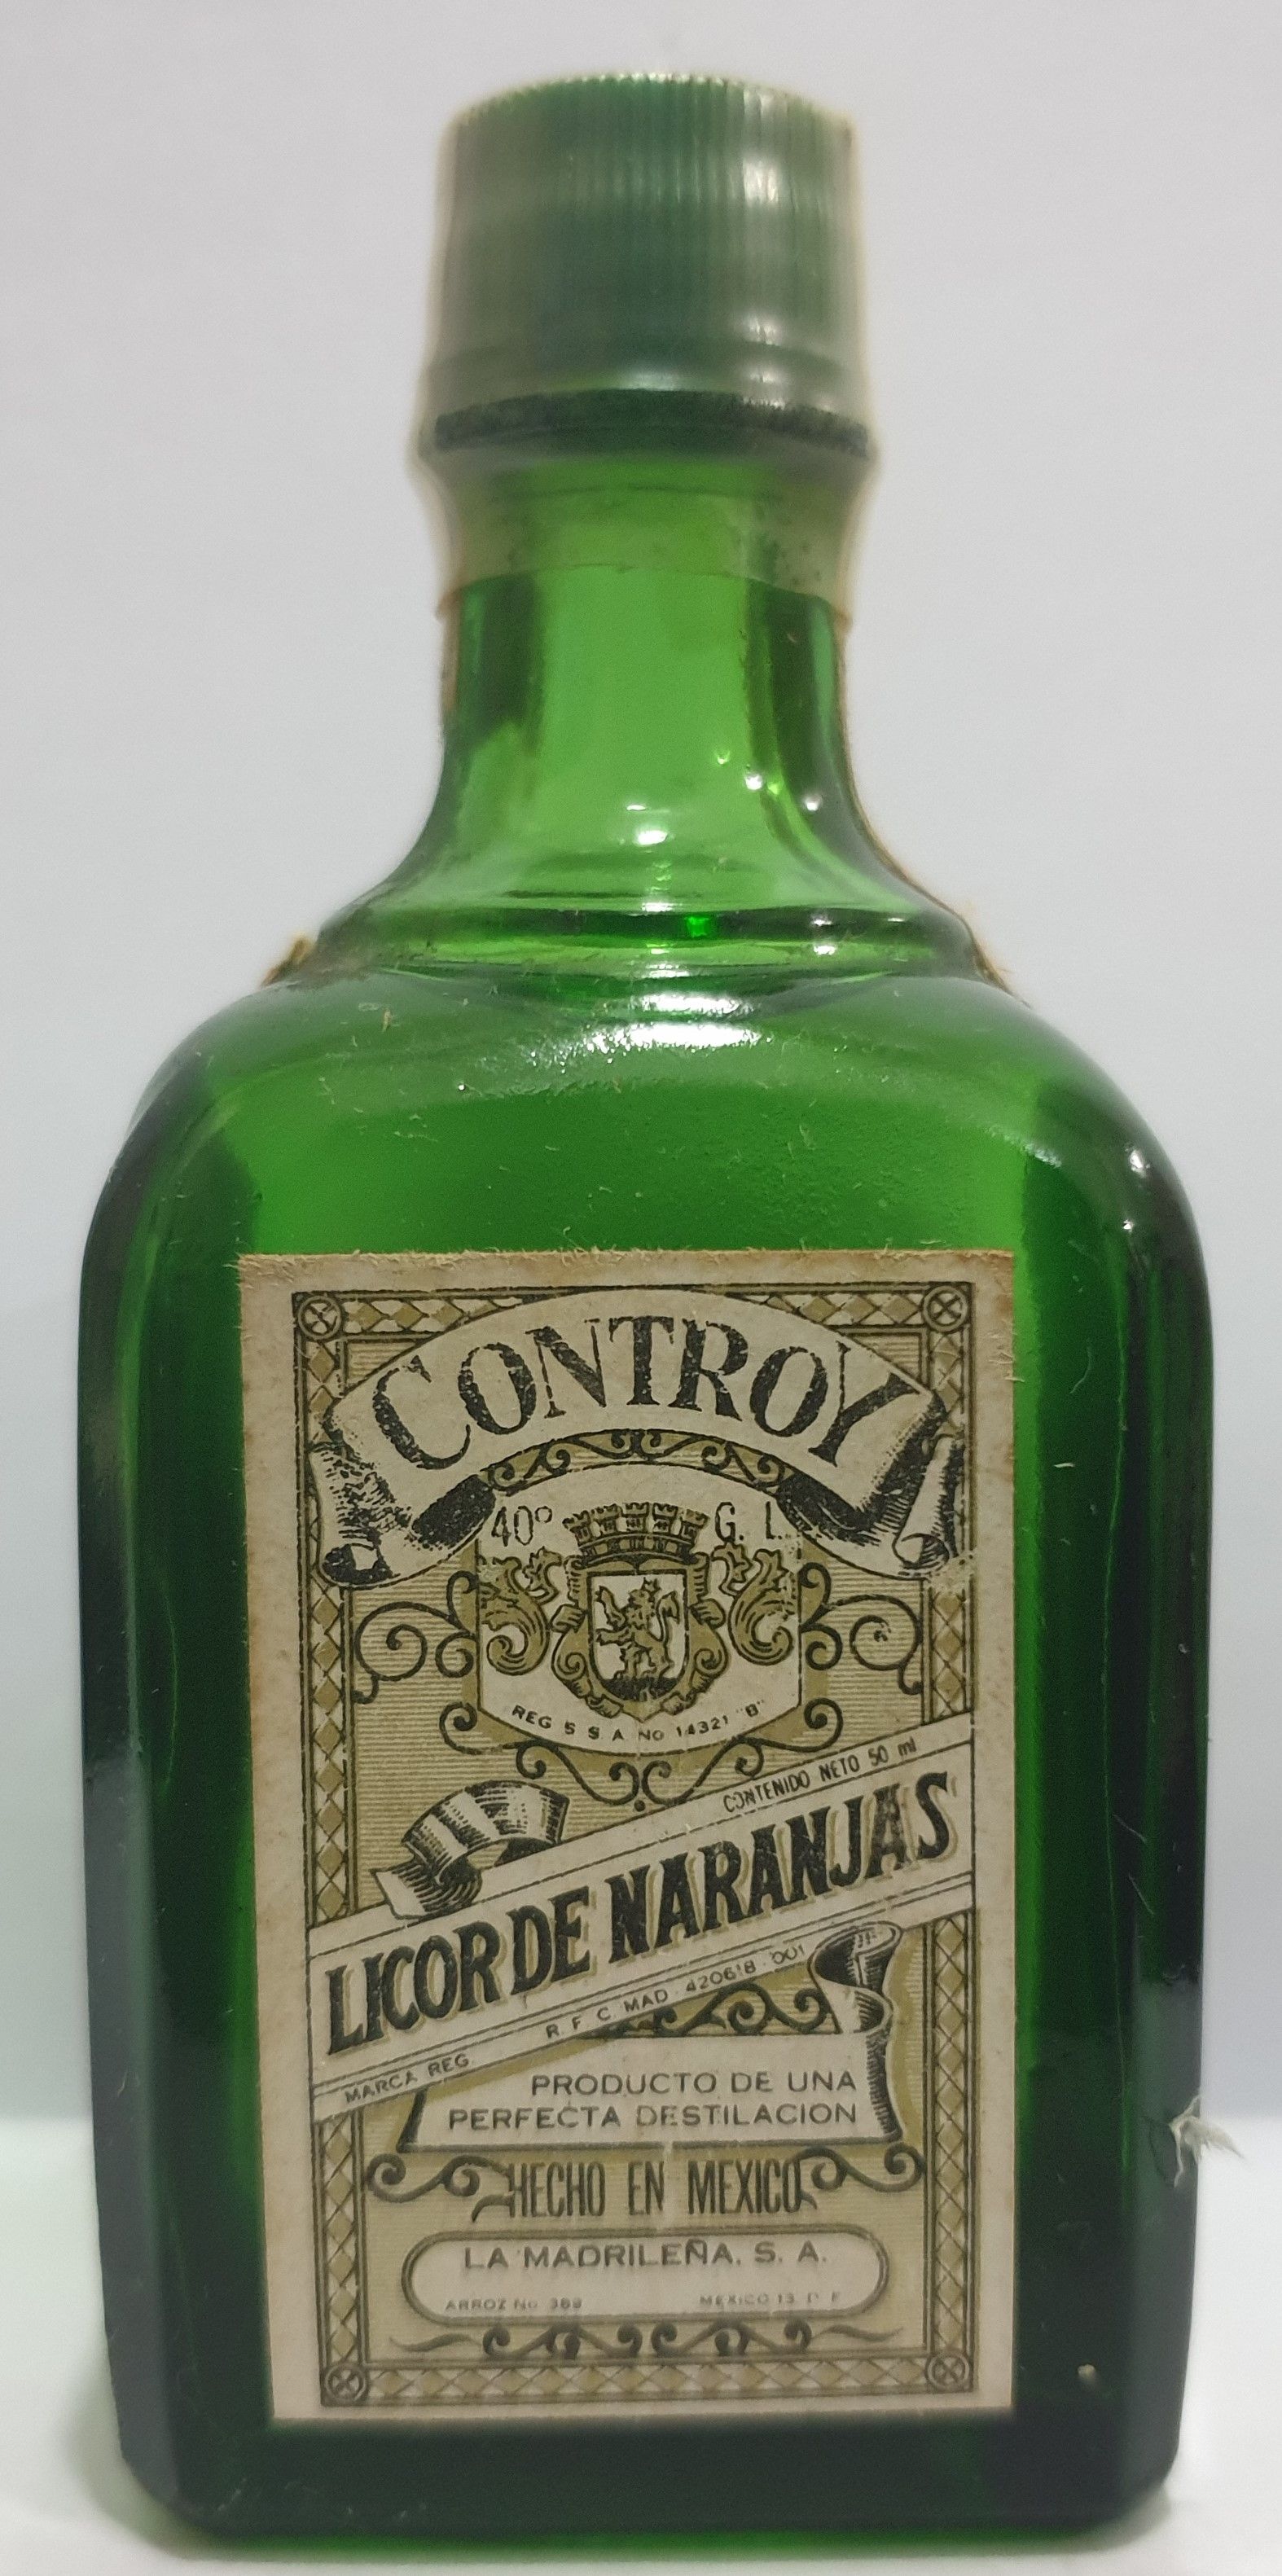 CONTROY
40° G. L.
REG S S A No 14321 "B"
CONTENIDO NETO 50 ml
LICOR DE NARANJAS
MARCA REG R F C MAD 420618 001
PRODUCTO DE UNA
PERFECTA DESTILACION
HECHO EN MEXICO
LA MADRILEÑA, S. A.
ARROZ No 389 MEXICO 13 D F